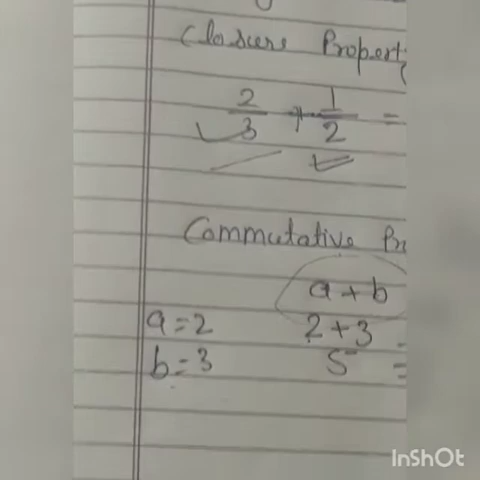 Closure Propert
2/3 + 1/2 =
Commutative Pr
a + b
a = 2 2 + 3
b = 3 5 =
InShOt